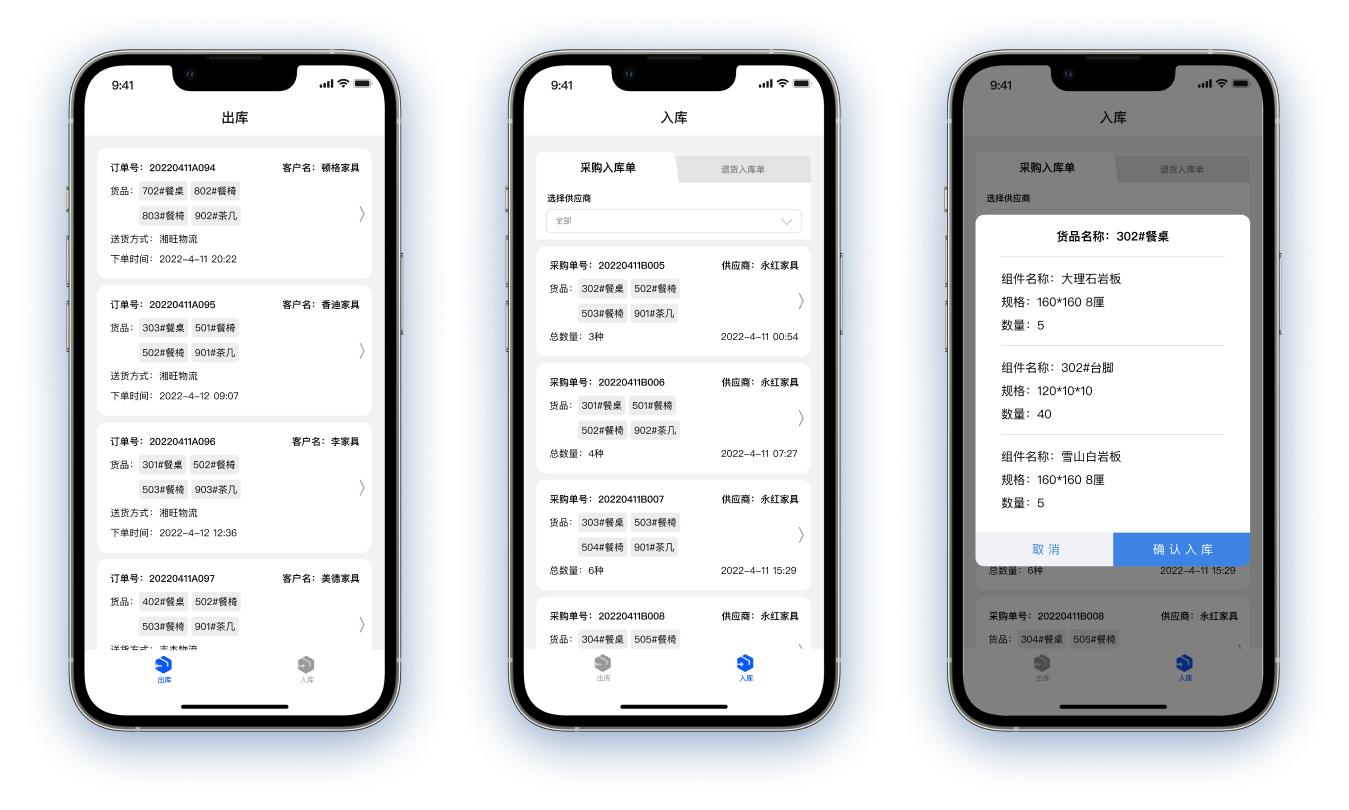 9:41
出库
订单号：20220411A094 客户名：顿格家具
货品：702#餐桌 802#餐椅
803#餐椅 902#茶几
送货方式：湘旺物流
下单时间：2022-4-11 20:22
订单号：20220411A095 客户名：香迪家具
货品：303#餐桌 501#餐椅
502#餐椅 901#茶几
送货方式：湘旺物流
下单时间：2022-4-12 09:07
订单号：20220411A096 客户名：李家具
货品：301#餐桌 502#餐椅
503#餐椅 903#茶几
送货方式：湘旺物流
下单时间：2022-4-12 12:36
订单号：20220411A097 客户名：美德家具
货品：402#餐桌 502#餐椅
503#餐椅 901#茶几
送货方式：
出库 入库
9:41
入库
采购入库单 退货入库单
选择供应商
全部
采购单号：20220411B005 供应商：永红家具
货品：302#餐桌 502#餐椅
503#餐椅 901#茶几
总数量：3种 2022-4-11 00:54
采购单号：20220411B006 供应商：永红家具
货品：301#餐桌 501#餐椅
502#餐椅 902#茶几
总数量：4种 2022-4-11 07:27
采购单号：20220411B007 供应商：永红家具
货品：303#餐桌 503#餐椅
504#餐椅 901#茶几
总数量：6种 2022-4-11 15:29
采购单号：20220411B008 供应商：永红家具
货品：304#餐桌 505#餐椅
出库 入库
9:41
入库
采购入库单 退货入库单
选择供应商
货品名称：302#餐桌
组件名称：大理石岩板
规格：160*160 8厘
数量：5
组件名称：302#台脚
规格：120*10*10
数量：40
组件名称：雪山白岩板
规格：160*160 8厘
数量：5
取消 确认入库
总数量：6种 2022-4-11 15:29
采购单号：20220411B008 供应商：永红家具
货品：304#餐桌 505#餐椅
出库 入库